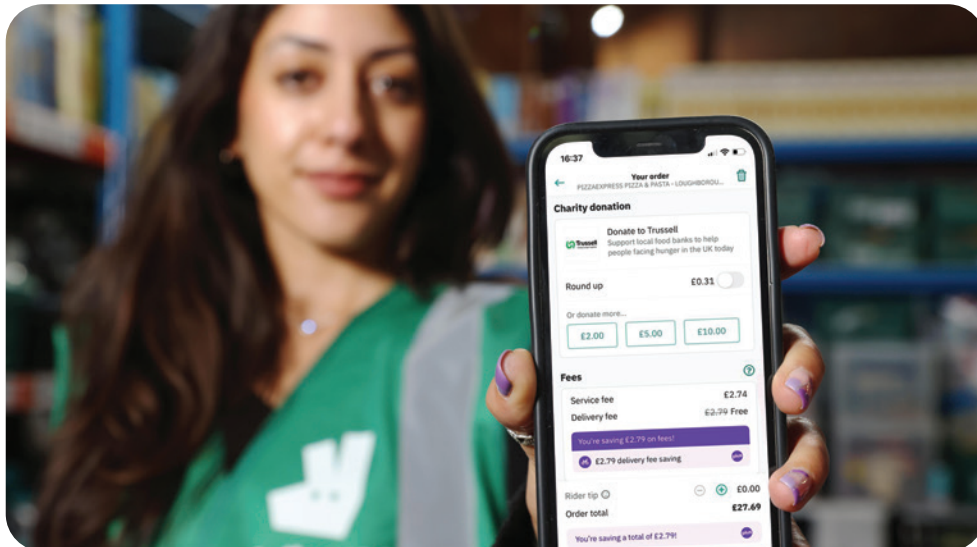 16:37
Your order
PIZZAEXPRESS PIZZA & PASTA - LOUGHBOROU...
Charity donation
Donate to Trussell
Trussell
Support local food banks to help
people facing hunger in the UK today
Round up £0.31
Or donate more...
£2.00 £5.00 £10.00
Fees
Service fee £2.74
Delivery fee £2.79 Free
You're saving £2.79 on fees!
£2.79 delivery fee saving
Rider tip £0.00
Order total £27.69
You're saving a total of £2.79!